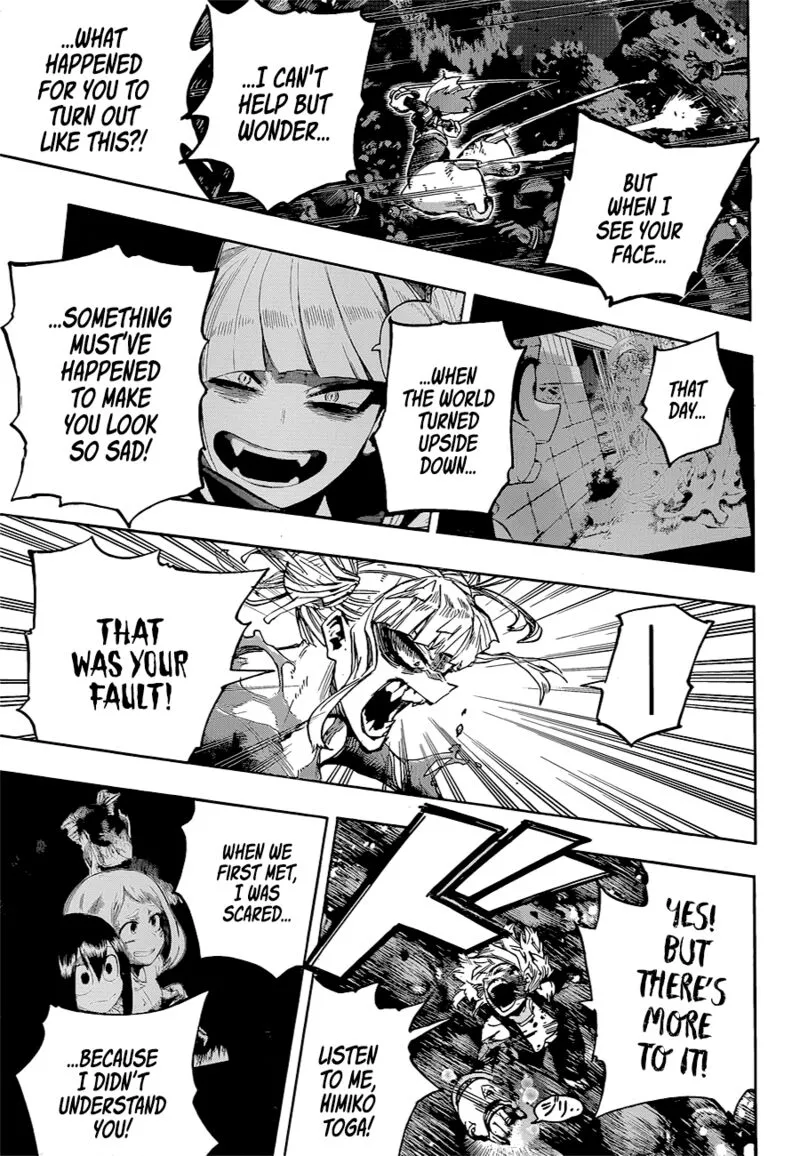 BUT
WHEN I
SEE YOUR
FACE...
...I CAN'T
HELP BUT
WONDER...
...WHAT
HAPPENED
FOR YOU TO
TURN OUT
LIKE THIS?!
THAT
DAY...
...WHEN
THE WORLD
TURNED
UPSIDE
DOWN...
...SOMETHING
MUST'VE
HAPPENED
TO MAKE
YOU LOOK
SO SAD!
THAT
WAS YOUR
FAULT!
YES!
BUT
THERE'S
MORE
TO IT!
ジリ…
LISTEN
TO ME,
HIMIKO
TOGA!
WHEN WE
FIRST MET,
I WAS
SCARED...
...BECAUSE
I DIDN'T
UNDERSTAND
YOU!